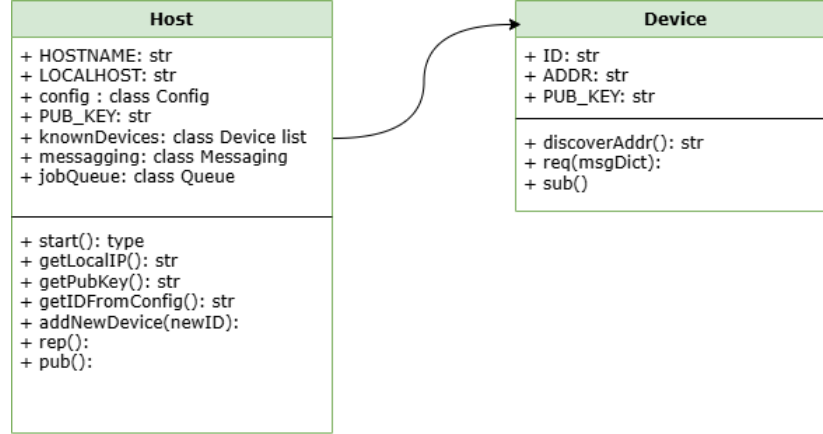 Host
+ HOSTNAME: str
+ LOCALHOST: str
+ config : class Config
+ PUB_KEY: str
+ knownDevices: class Device list
+ messagging: class Messaging
+ jobQueue: class Queue
+ start(): type
+ getLocalIP(): str
+ getPubKey(): str
+ getIDFromConfig(): str
+ addNewDevice(newID):
+ rep():
+ pub():
Device
+ ID: str
+ ADDR: str
+ PUB_KEY: str
+ discoverAddr(): str
+ req(msgDict):
+ sub()